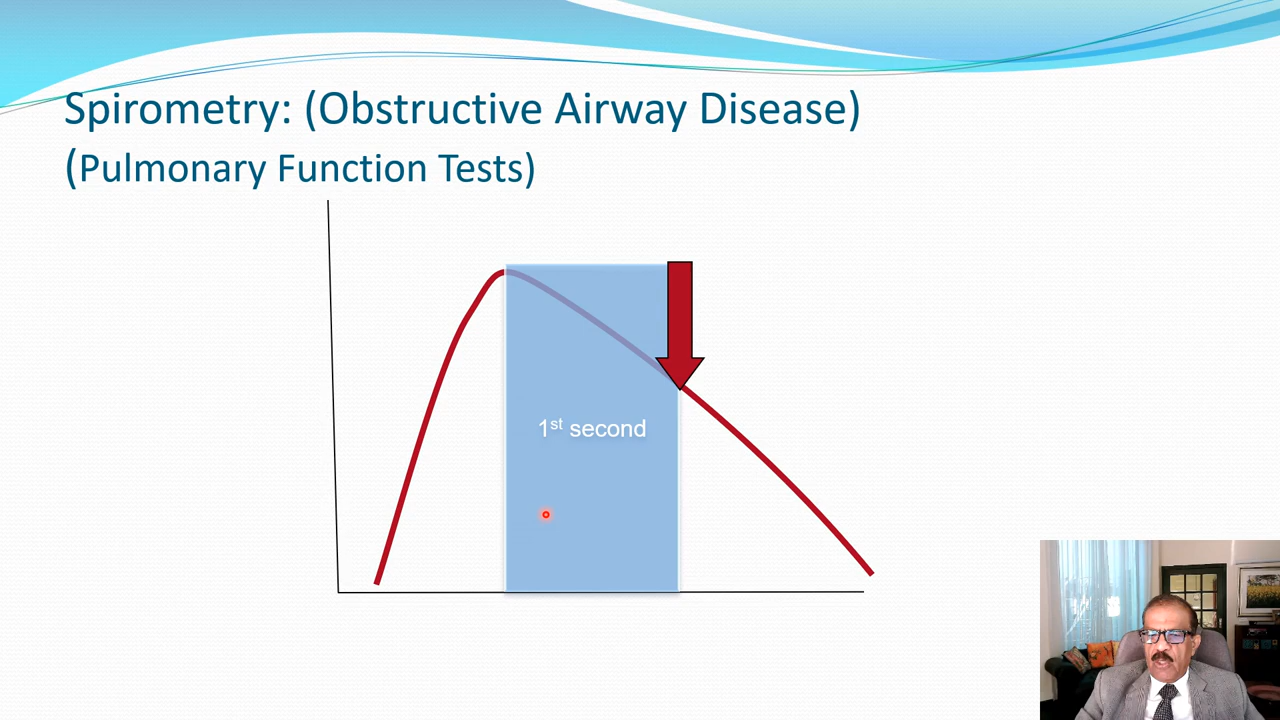 Spirometry: (Obstructive Airway Disease)
(Pulmonary Function Tests)
1st second